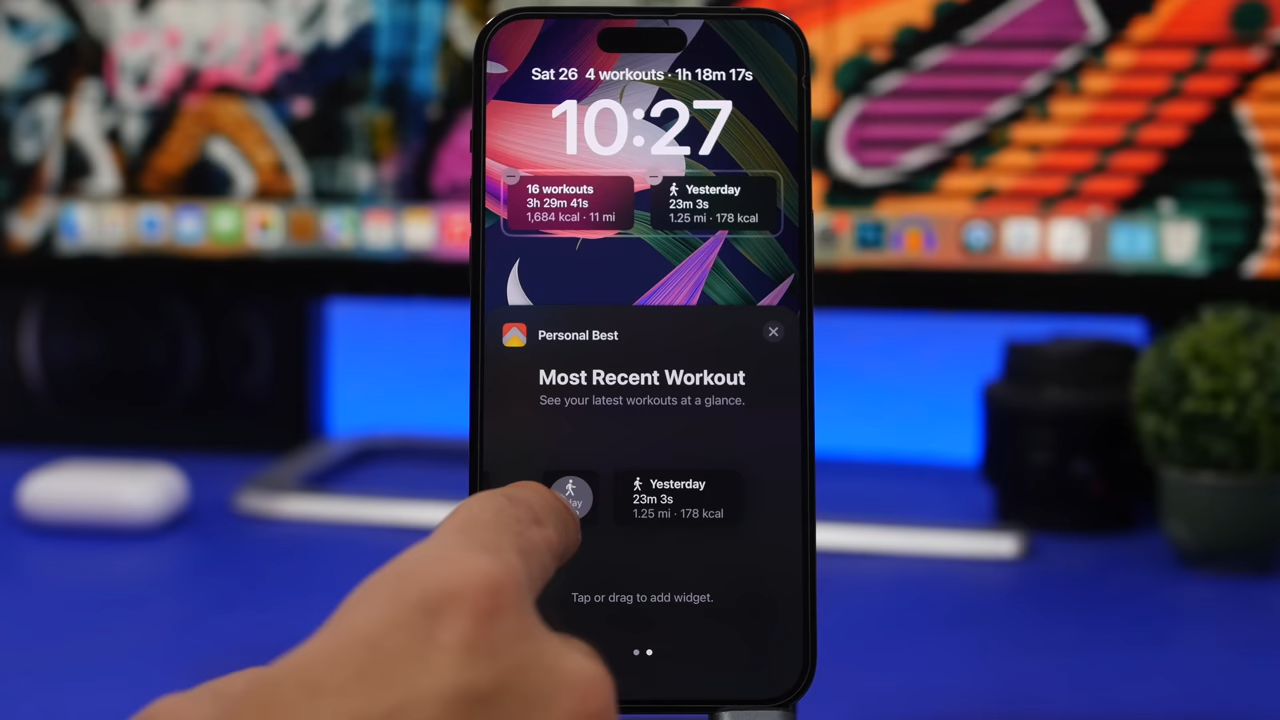 Sat 26 4 workouts · 1h 18m 17s
10:27
16 workouts
3h 29m 41s
1,684 kcal · 11 mi
Yesterday
23m 3s
1.25 mi · 178 kcal
Personal Best
Most Recent Workout
See your latest workouts at a glance.
Yesterday
23m 3s
1.25 mi · 178 kcal
Tap or drag to add widget.